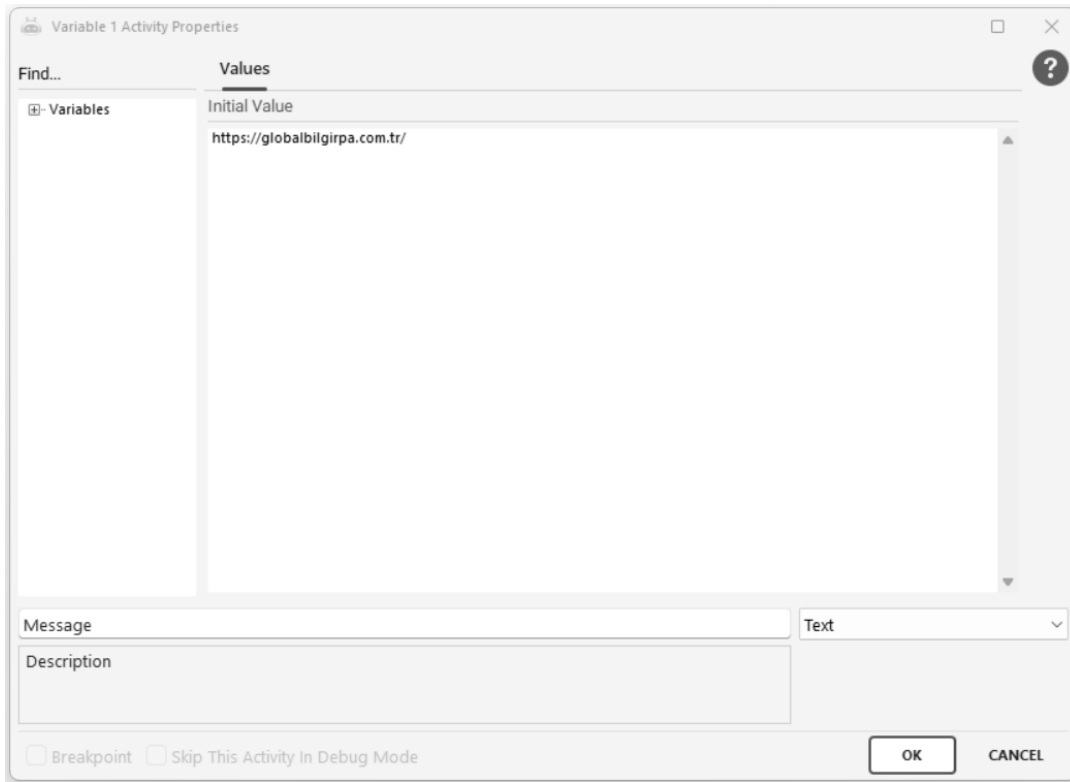 Variable 1 Activity Properties
Find...
Values
?
Variables
Initial Value
https://globalbilgirpa.com.tr/
Message
Text
Description
Breakpoint
Skip This Activity In Debug Mode
OK
CANCEL